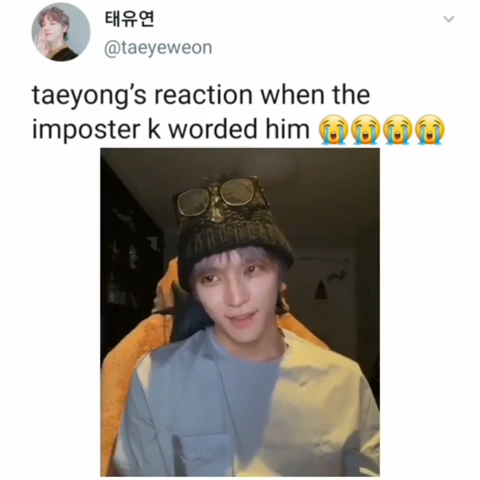 태유연
@taeyeweon
taeyong's reaction when the
imposter k worded him 😭😭😭😭